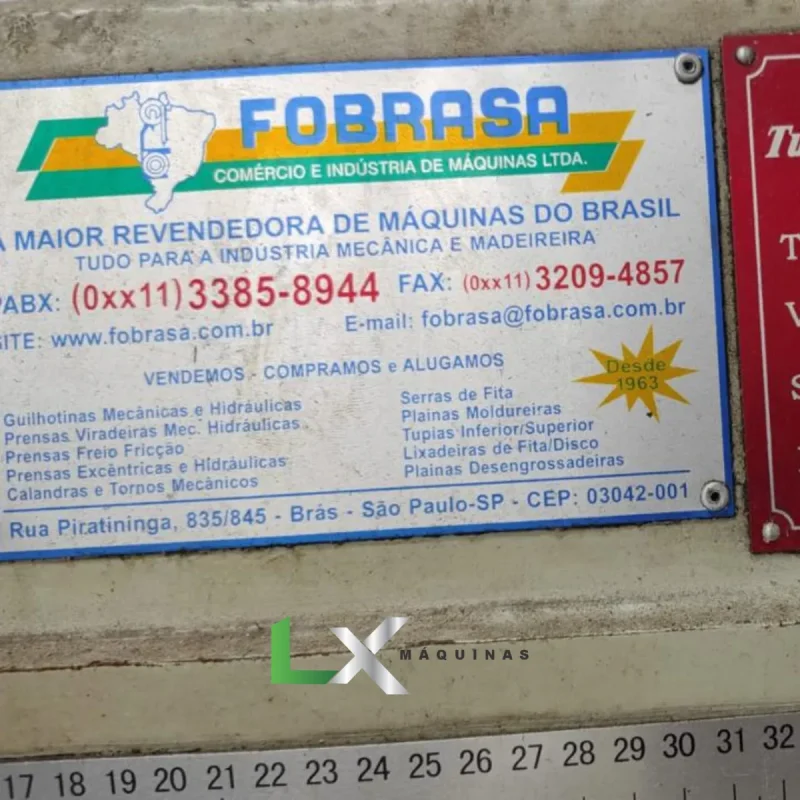 FOBRASA
COMÉRCIO E INDÚSTRIA DE MÁQUINAS LTDA.
A MAIOR REVENDEDORA DE MÁQUINAS DO BRASIL
TUDO PARA A INDÚSTRIA MECÂNICA E MADEIREIRA
PABX: (0xx11) 3385-8944 FAX: (0xx11) 3209-4857
SITE: www.fobrasa.com.br E-mail: fobrasa@fobrasa.com.br
VENDEMOS - COMPRAMOS e ALUGAMOS
Desde
1963
Guilhotinas Mecânicas e Hidráulicas
Prensas Viradeiras Mec. Hidráulicas
Prensas Freio Fricção
Prensas Excêntricas e Hidráulicas
Calandras e Tornos Mecânicos
Serras de Fita
Plainas Moldureiras
Tupias Inferior/Superior
Lixadeiras de Fita/Disco
Plainas Desengrossadeiras
Rua Piratininga, 835/845 - Brás - São Paulo-SP - CEP: 03042-001
Tu
T
V
S
LX MÁQUINAS
17 18 19 20 21 22 23 24 25 26 27 28 29 30 31 32